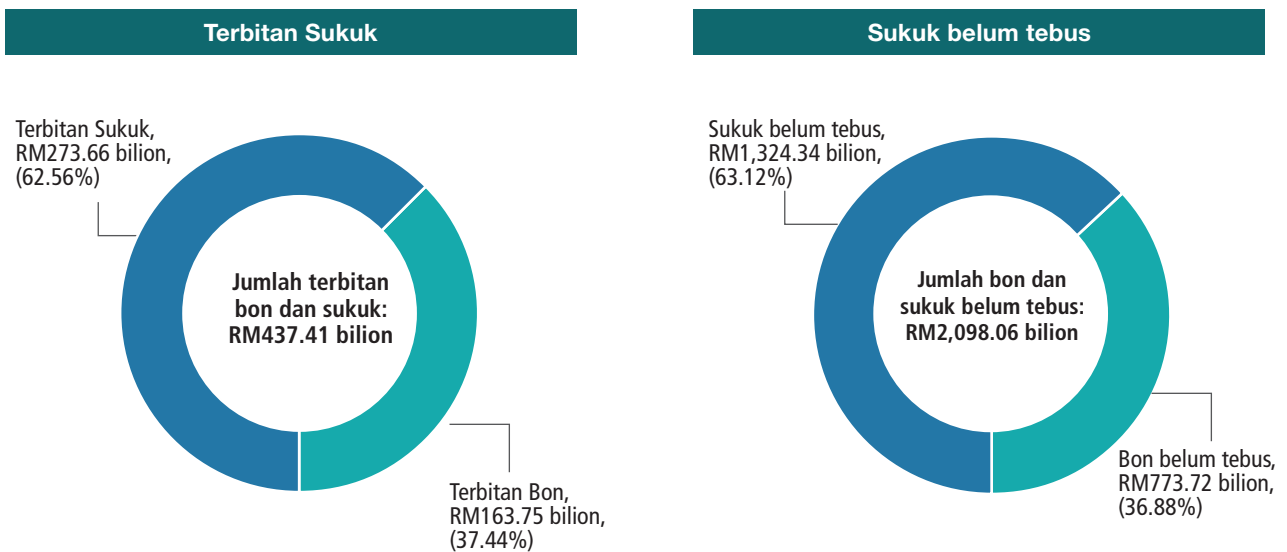 Terbitan Sukuk
Terbitan Sukuk,
RM273.66 bilion,
(62.56%)
Jumlah terbitan
bon dan sukuk:
RM437.41 bilion
Terbitan Bon,
RM163.75 bilion,
(37.44%)
Sukuk belum tebus
Sukuk belum tebus,
RM1,324.34 bilion,
(63.12%)
Jumlah bon dan
sukuk belum tebus:
RM2,098.06 bilion
Bon belum tebus,
RM773.72 bilion,
(36.88%)